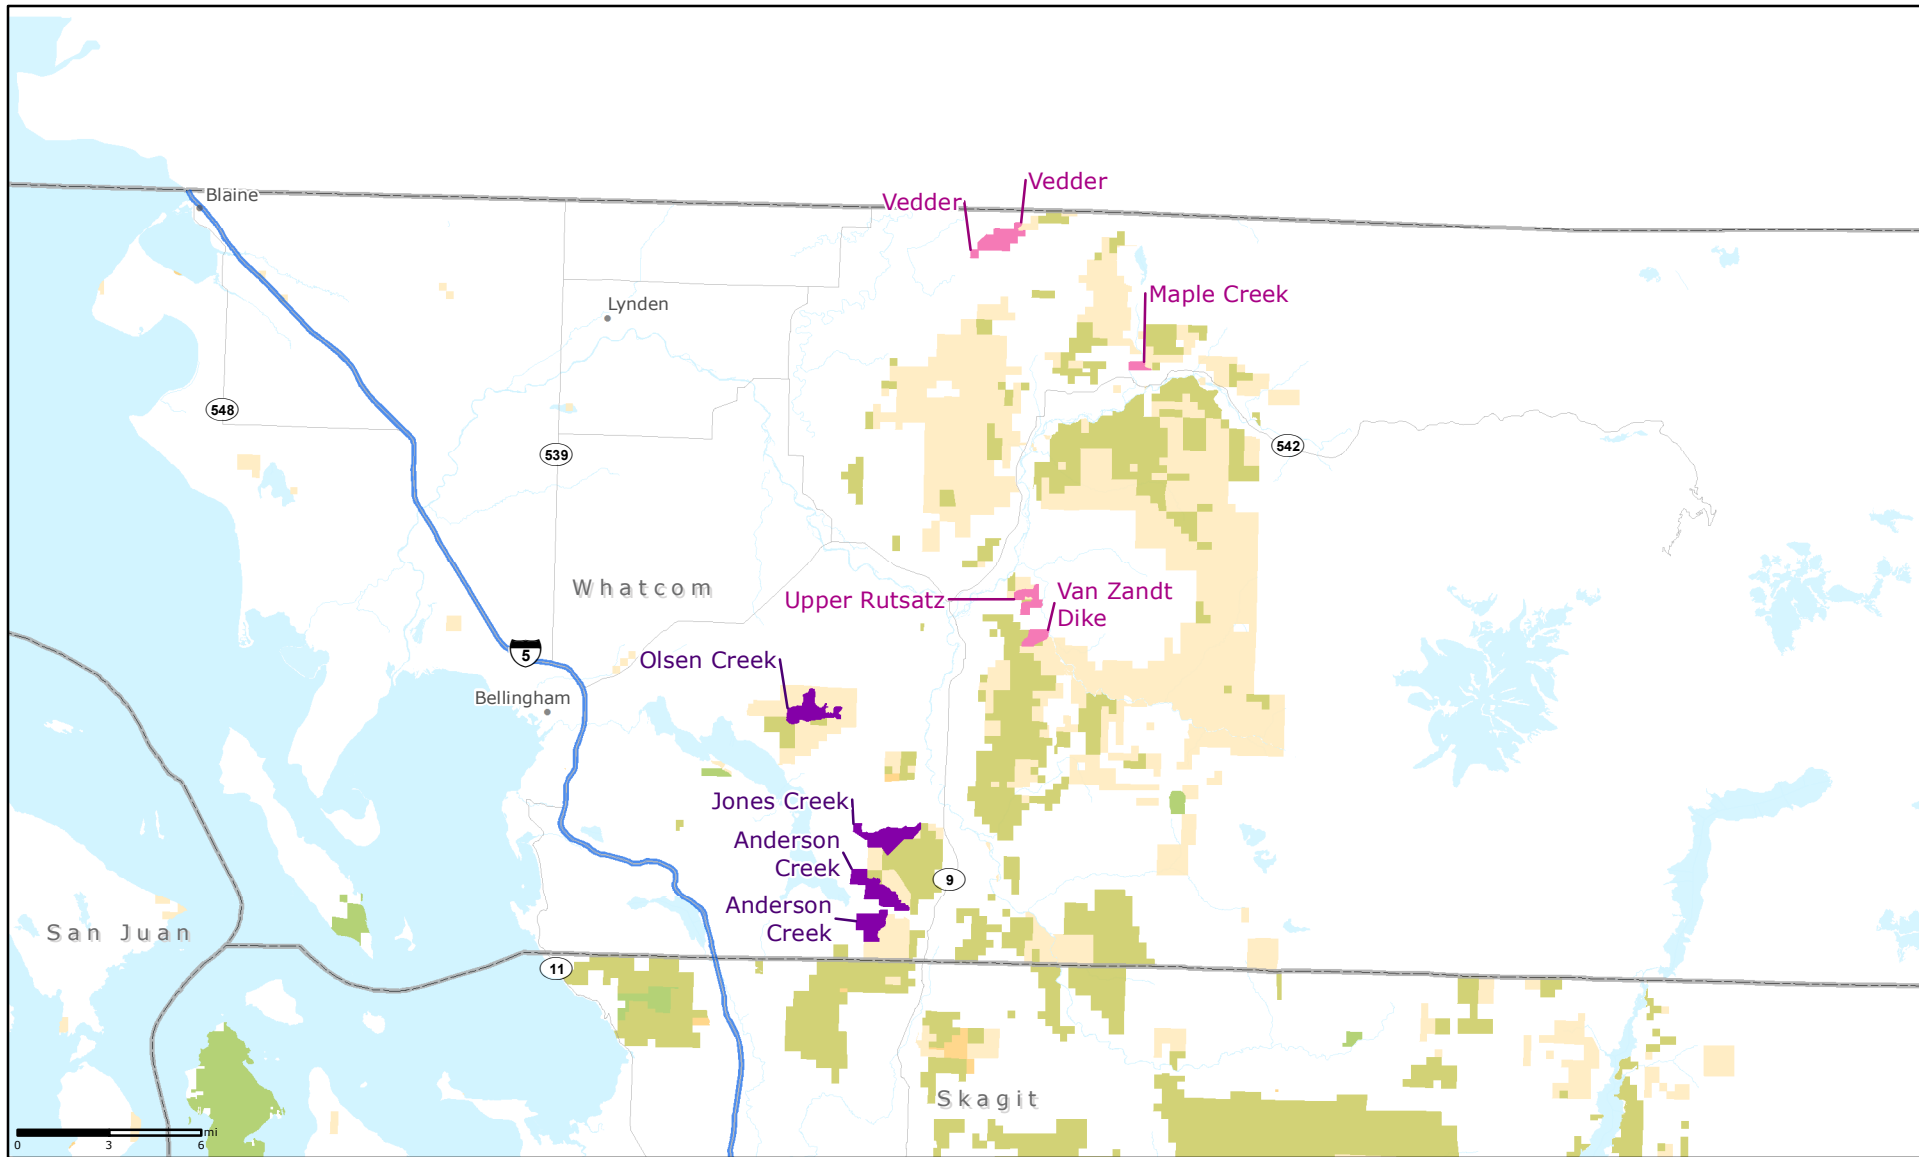 Blaine
Vedder
Vedder
Maple Creek
Lynden
548
539
542
Whatcom
Upper Rutsatz
Van Zandt
Dike
5
Olsen Creek
Bellingham
Jones Creek
Anderson
Creek
9
Anderson
Creek
San Juan
11
Skagit
mi
0
3
6